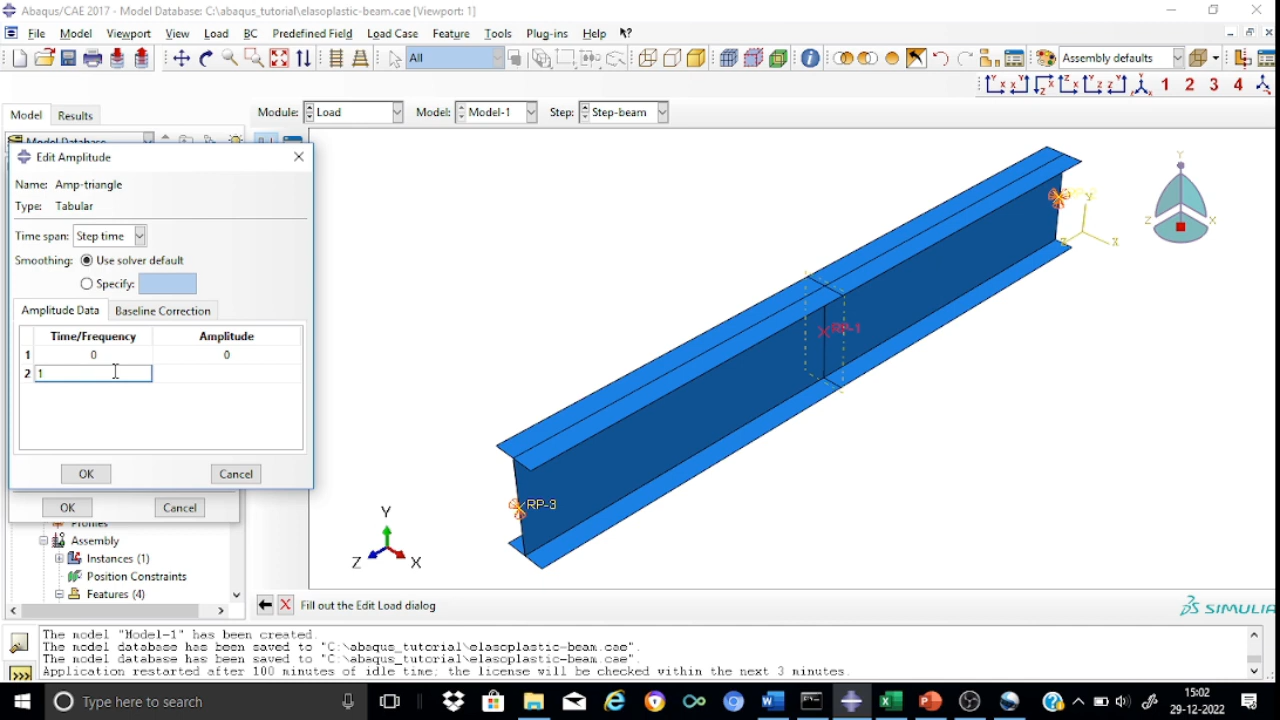 Abaqus/CAE 2017 - Model Database: C:\abaqus_tutorial\elasoplastic-beam.cae [Viewport: 1]
File Model Viewport View Load BC Predefined Field Load Case Feature Tools Plug-ins Help
All Assembly defaults
1 2 3 4
Model Results
Module: Load Model: Model-1 Step: Step-beam
Model Database
Edit Amplitude
Name: Amp-triangle
Type: Tabular
Time span: Step time
Smoothing: Use solver default
Specify:
Amplitude Data Baseline Correction
Time/Frequency Amplitude
1 0 0
2 1
OK Cancel
OK Cancel
Profiles
Assembly
Instances (1)
Position Constraints
Features (4)
Y
Z X
Y
Z X
RP-1
RP-3
Y
Z X
Fill out the Edit Load dialog
SIMULIA
The model "Model-1" has been created.
The model database has been saved to "C:\abaqus_tutorial\elasoplastic-beam.cae".
The model database has been saved to "C:\abaqus_tutorial\elasoplastic-beam.cae".
Application restarted after 100 minutes of idle time; the license will be checked within the next 3 minutes.
Type here to search
15:02
29-12-2022